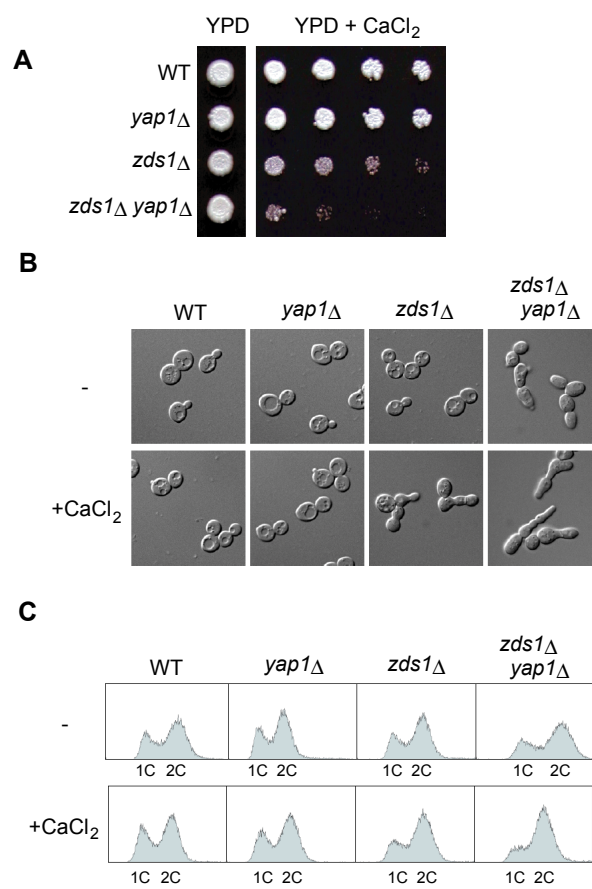 YPD YPD + CaCl₂
A
WT
yap1Δ
zds1Δ
zds1Δ yap1Δ
B
WT yap1Δ zds1Δ zds1Δ yap1Δ
-
+CaCl₂
C
WT yap1Δ zds1Δ zds1Δ yap1Δ
-
1C 2C 1C 2C 1C 2C 1C 2C
+CaCl₂
1C 2C 1C 2C 1C 2C 1C 2C